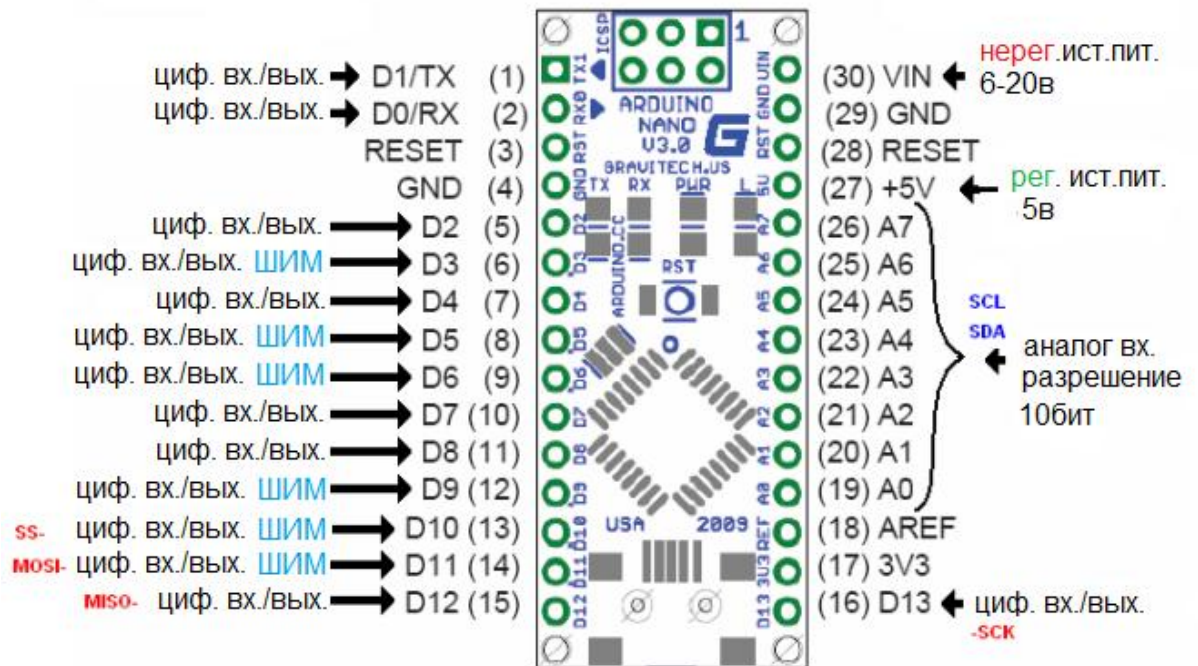 циф. вх./вых. D1/TX (1)
циф. вх./вых. D0/RX (2)
RESET (3)
GND (4)
циф. вх./вых. D2 (5)
циф. вх./вых. ШИМ D3 (6)
циф. вх./вых. D4 (7)
циф. вх./вых. ШИМ D5 (8)
циф. вх./вых. ШИМ D6 (9)
циф. вх./вых. D7 (10)
циф. вх./вых. D8 (11)
циф. вх./вых. ШИМ D9 (12)
SS- циф. вх./вых. ШИМ D10 (13)
MOSI- циф. вх./вых. ШИМ D11 (14)
MISO- циф. вх./вых. D12 (15)
ICSP
1
TX1
RX0
RST
GND
D2
D3
D4
D5
D6
D7
D8
D9
D10
D11
D12
ARDUINO
NANO
V3.0
G
GRAVITECH.US
TX RX PWR L
ARDUINO.CC
RST
USA 2009
VIN
GND
RST
5V
A7
A6
A5
A4
A3
A2
A1
A0
REF
3V3
D13
(30) VIN
нерег.ист.пит.
6-20в
(29) GND
(28) RESET
(27) +5V
рег. ист.пит.
5в
(26) A7
(25) A6
(24) A5 SCL
(23) A4 SDA
(22) A3
(21) A2
(20) A1
(19) A0
аналог вх.
разрешение
10бит
(18) AREF
(17) 3V3
(16) D13 циф. вх./вых.
-SCK